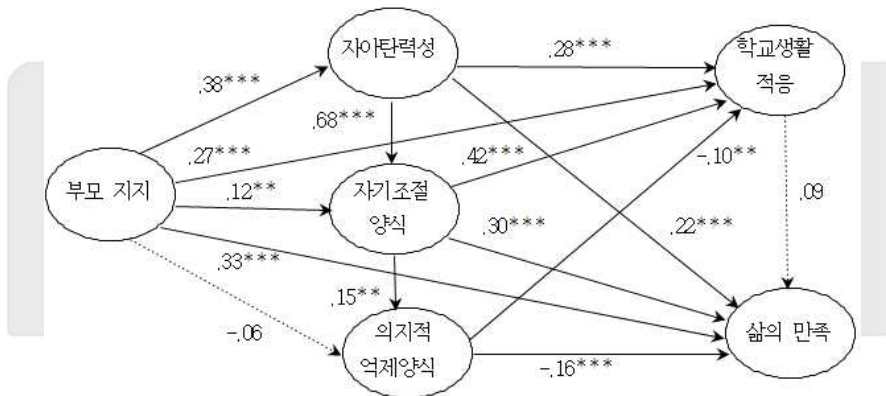 자아탄력성
.28***
학교생활
적응
.38***
.68***
.27***
.42***
-.10**
부모 지지
.12**
자기조절
양식
.09
.30***
.22***
.33***
.15**
-.06
의지적
억제양식
삶의 만족
-.16***